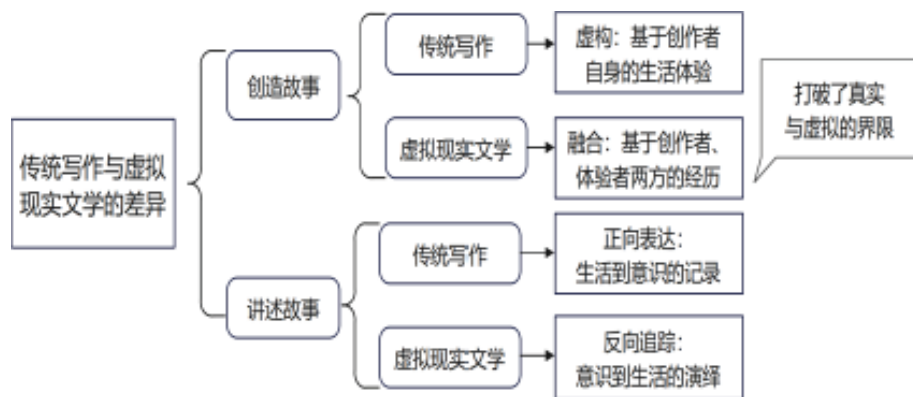 传统写作与虚拟
现实文学的差异
创造故事
传统写作
虚构：基于创作者
自身的生活体验
虚拟现实文学
融合：基于创作者、
体验者两方的经历
打破了真实
与虚拟的界限
讲述故事
传统写作
正向表达：
生活到意识的记录
虚拟现实文学
反向追踪：
意识到生活的演绎